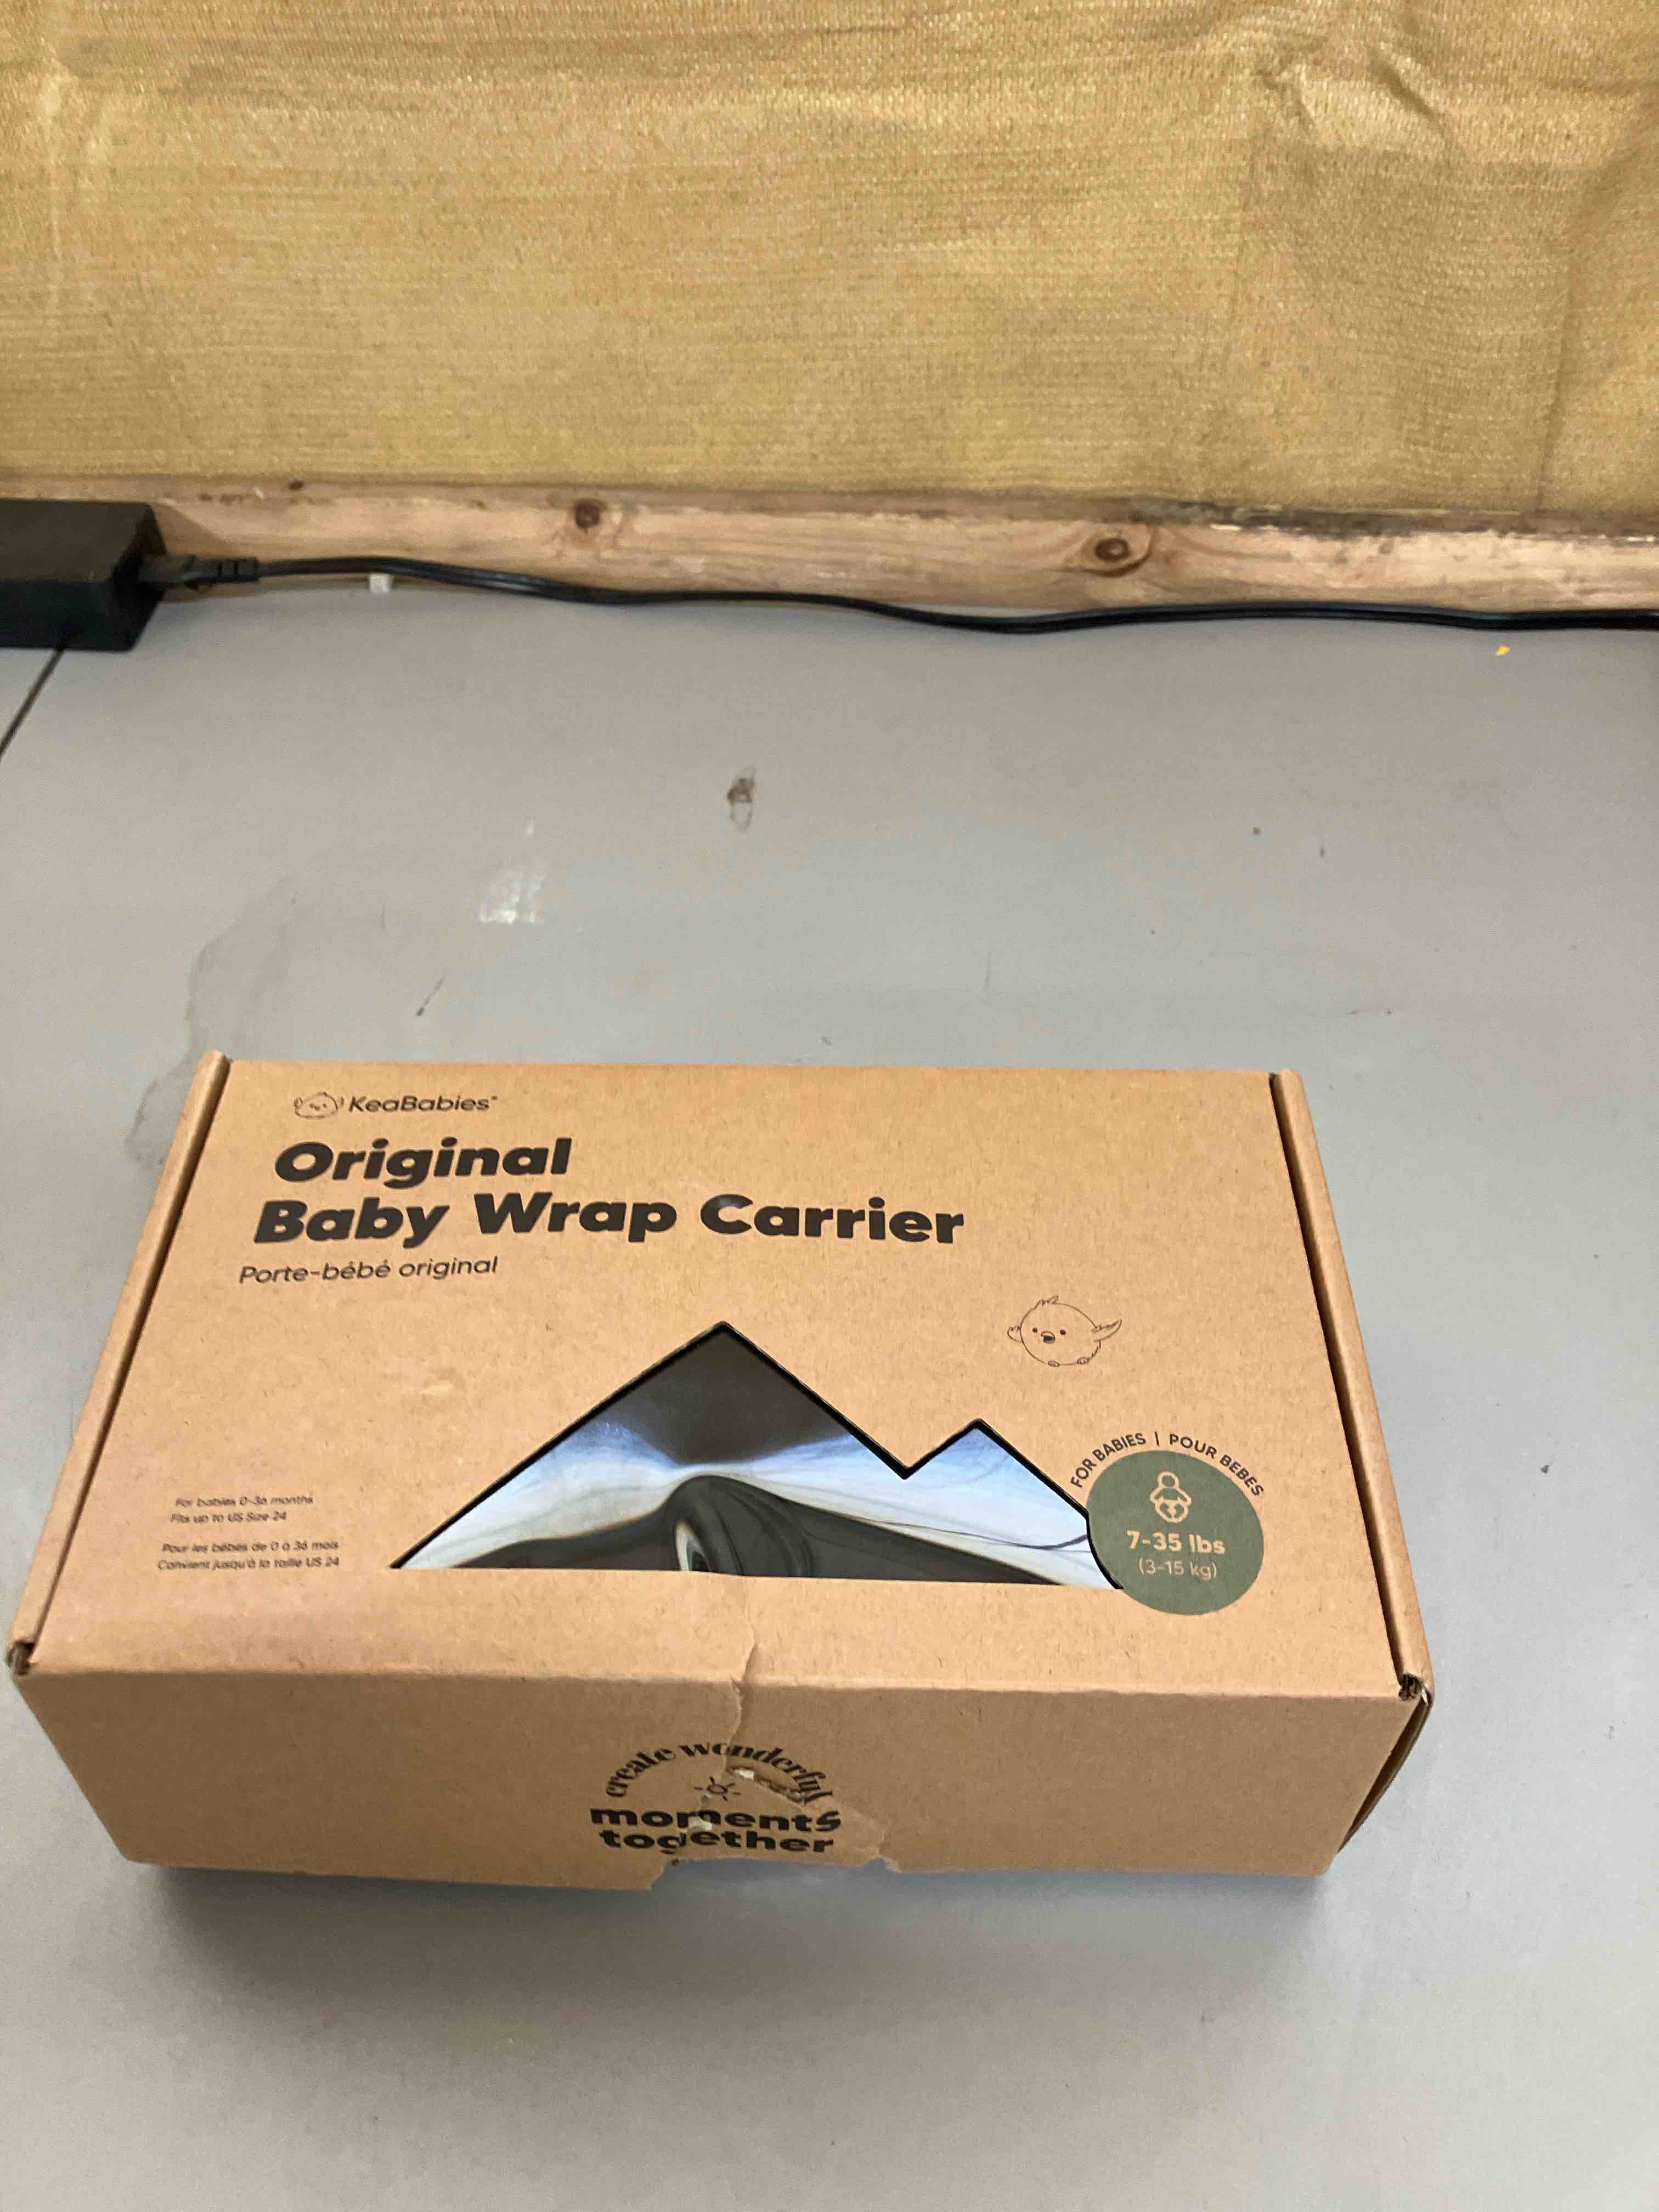 KeaBabies
Original
Baby Wrap Carrier
Porte-bébé original
For babies 0-36 months
Fits up to US Size 24
Pour les bébés de 0 à 36 mois
Convient jusqu'à la taille US 24
FOR BABIES | POUR BEBES
7-35 lbs
(3-15 kg)
create wonderful
moments
together